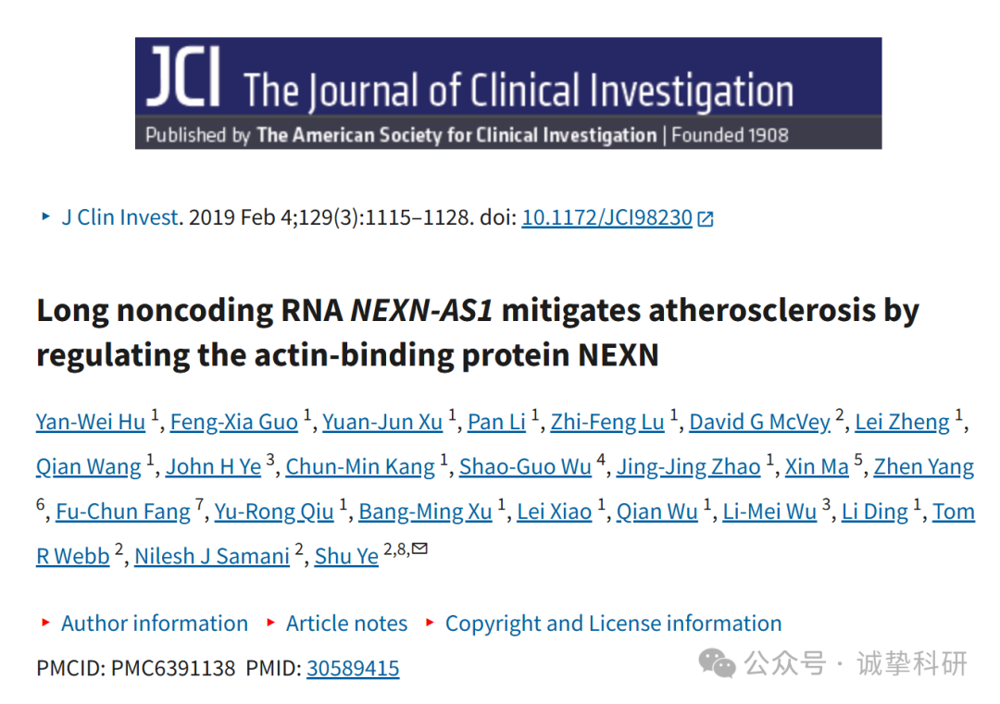 JCI The Journal of Clinical Investigation
Published by The American Society for Clinical Investigation | Founded 1908
J Clin Invest. 2019 Feb 4;129(3):1115–1128. doi: 10.1172/JCI98230
Long noncoding RNA NEXN-AS1 mitigates atherosclerosis by
regulating the actin-binding protein NEXN
Yan-Wei Hu 1, Feng-Xia Guo 1, Yuan-Jun Xu 1, Pan Li 1, Zhi-Feng Lu 1, David G McVey 2, Lei Zheng 1,
Qian Wang 1, John H Ye 3, Chun-Min Kang 1, Shao-Guo Wu 4, Jing-Jing Zhao 1, Xin Ma 5, Zhen Yang
6, Fu-Chun Fang 7, Yu-Rong Qiu 1, Bang-Ming Xu 1, Lei Xiao 1, Qian Wu 1, Li-Mei Wu 3, Li Ding 1, Tom
R Webb 2, Nilesh J Samani 2, Shu Ye 2,8,✉
Author information Article notes Copyright and License information
PMCID: PMC6391138 PMID: 30589415
公众号 · 诚挚科研